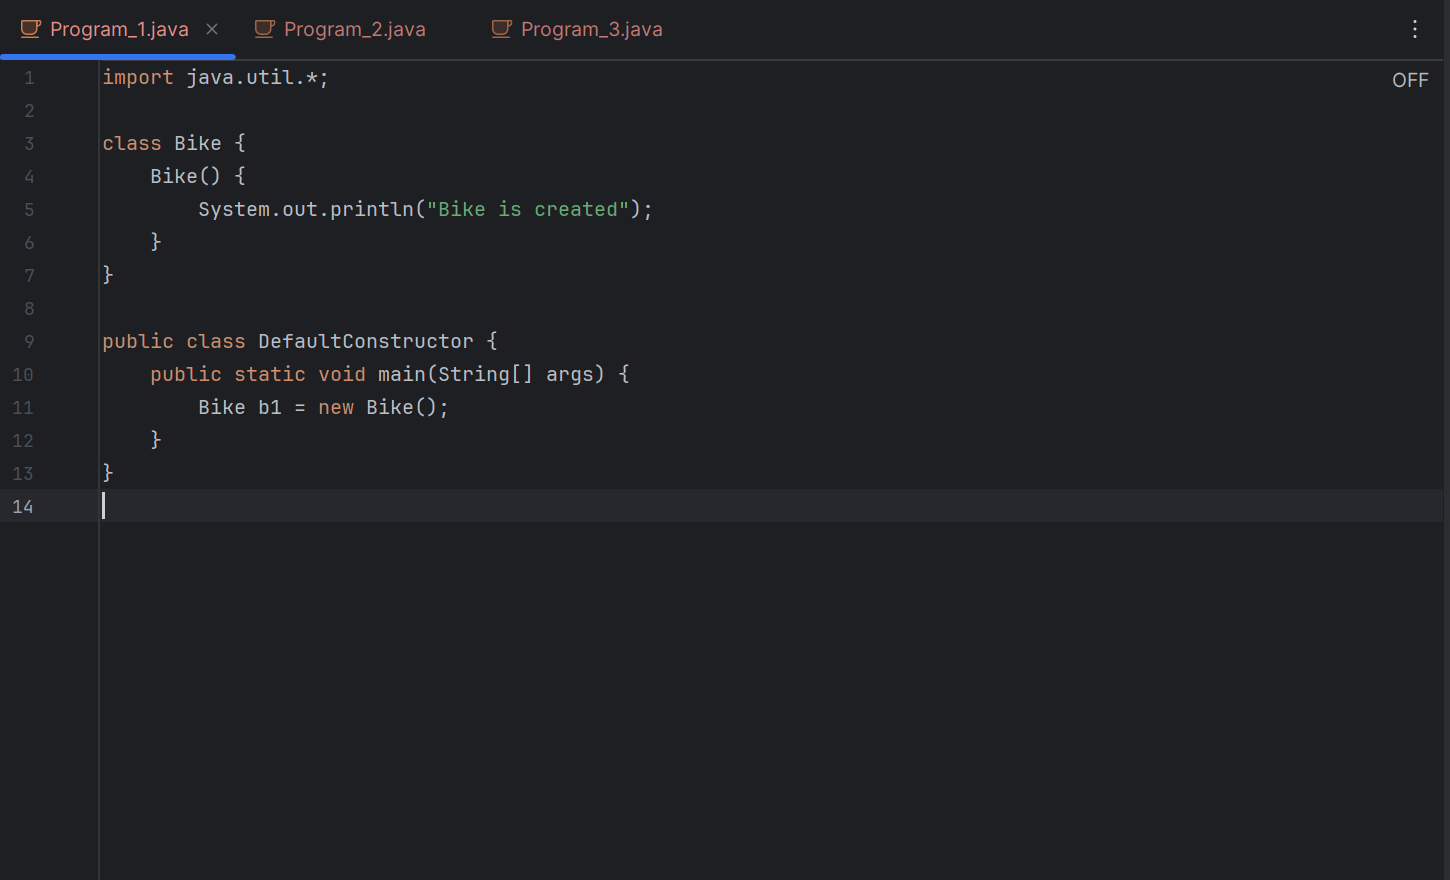 Program_1.java Program_2.java Program_3.java
OFF
1 import java.util.*;
2
3 class Bike {
4     Bike() {
5         System.out.println("Bike is created");
6     }
7 }
8
9 public class DefaultConstructor {
10     public static void main(String[] args) {
11         Bike b1 = new Bike();
12     }
13 }
14